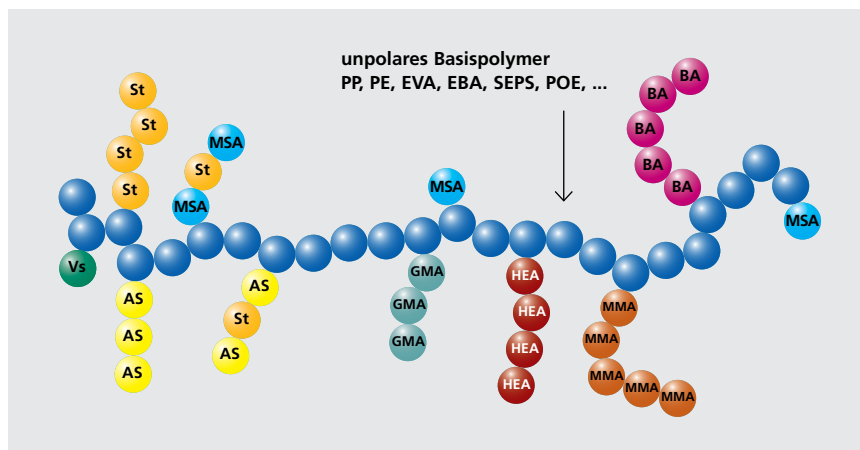 unpolares Basispolymer
PP, PE, EVA, EBA, SEPS, POE, ...
St
St
St
St
MSA
St
MSA
Vs
AS
AS
AS
AS
St
AS
MSA
GMA
GMA
GMA
HEA
HEA
HEA
HEA
BA
BA
BA
BA
BA
MMA
MMA
MMA
MMA
MMA
MSA